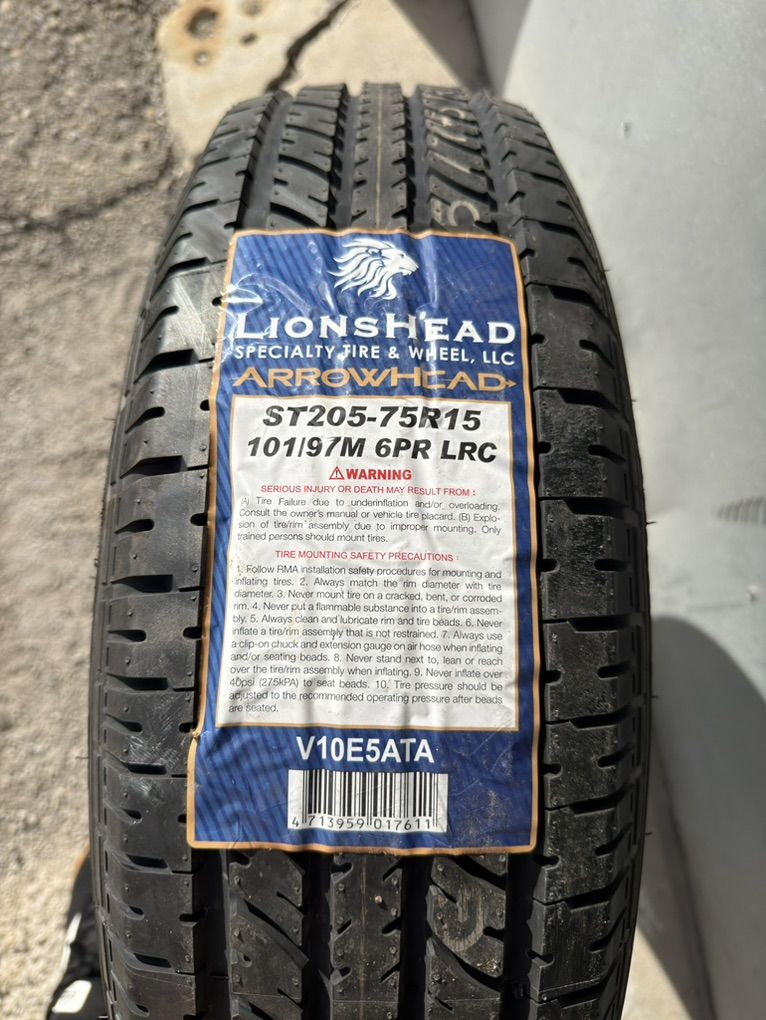 LIONSHEAD
SPECIALTY TIRE & WHEEL, LLC
ARROWHEAD
ST205-75R15
101/97M 6PR LRC
⚠WARNING
SERIOUS INJURY OR DEATH MAY RESULT FROM :
(A) Tire Failure due to underinflation and/or overloading.
Consult the owner's manual or vehicle tire placard. (B) Explo-
sion of tire/rim assembly due to improper mounting. Only
trained persons should mount tires.
TIRE MOUNTING SAFETY PRECAUTIONS :
1. Follow RMA installation safety procedures for mounting and
inflating tires. 2. Always match the rim diameter with tire
diameter. 3. Never mount tire on a cracked, bent, or corroded
rim. 4. Never put a flammable substance into a tire/rim assem-
bly. 5. Always clean and lubricate rim and tire beads. 6. Never
inflate a tire/rim assembly that is not restrained. 7. Always use
a clip-on chuck and extension gauge on air hose when inflating
and/or seating beads. 8. Never stand next to, lean or reach
over the tire/rim assembly when inflating. 9. Never inflate over
40psi (275kPA) to seat beads. 10. Tire pressure should be
adjusted to the recommended operating pressure after beads
are seated.
V10E5ATA
4 713959 017611